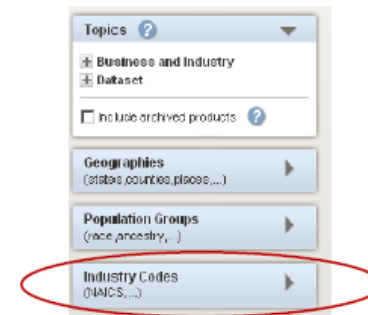 Topics ?
Business and Industry
Dataset
Include archived products ?
Geographies
(states,counties,places,...)
Population Groups
(race,ancestry,...)
Industry Codes
(NAICS,...)